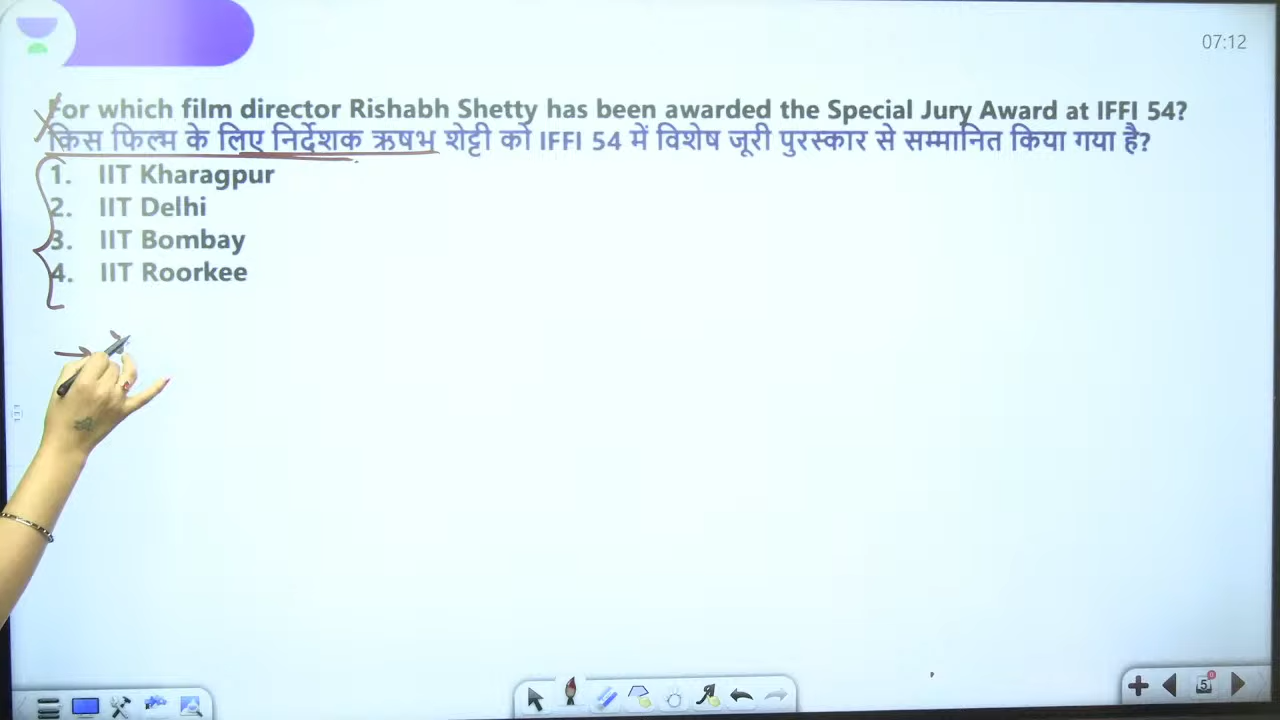 07:12
For which film director Rishabh Shetty has been awarded the Special Jury Award at IFFI 54?
किस फिल्म के लिए निर्देशक ऋषभ शेट्टी को IFFI 54 में विशेष जूरी पुरस्कार से सम्मानित किया गया है?
1. IIT Kharagpur
2. IIT Delhi
3. IIT Bombay
4. IIT Roorkee
5